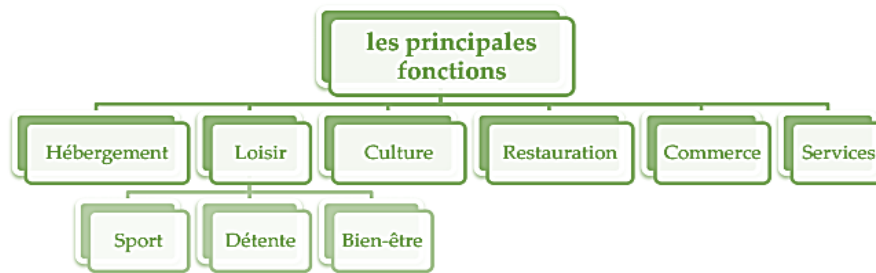 les principales
fonctions
Hébergement
Loisir
Culture
Restauration
Commerce
Services
Sport
Détente
Bien-être